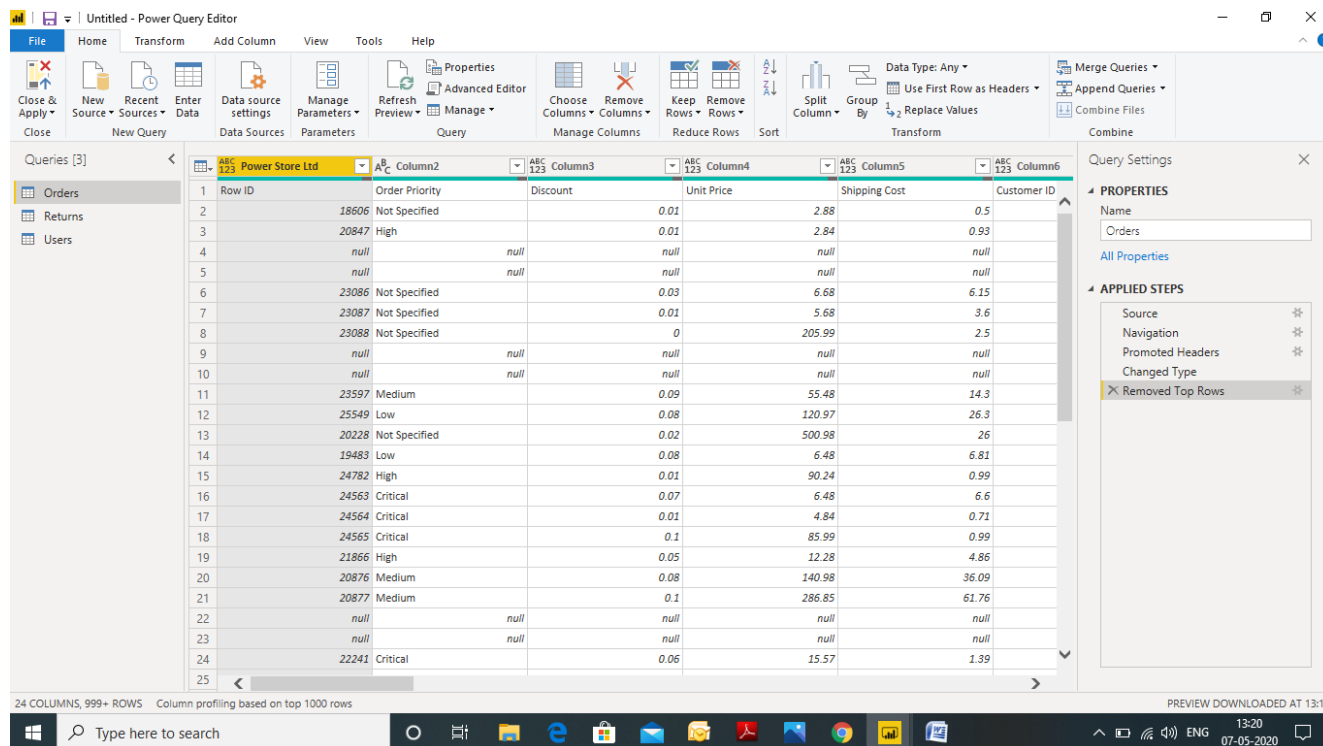 Untitled - Power Query Editor
File Home Transform Add Column View Tools Help
Close & Apply
New Source
Recent Sources
Enter Data
Data source settings
Manage Parameters
Refresh Preview
Properties
Advanced Editor
Manage
Choose Columns
Remove Columns
Keep Rows
Remove Rows
A
Z
Z
A
Split Column
Group By
Data Type: Any
Use First Row as Headers
1 2 Replace Values
Merge Queries
Append Queries
Combine Files
Close New Query Data Sources Parameters Query Manage Columns Reduce Rows Sort Transform Combine
Queries [3]
Orders
Returns
Users
ABC 123 Power Store Ltd ABC Column2 ABC 123 Column3 ABC 123 Column4 ABC 123 Column5 ABC 123 Column6
1 Row ID Order Priority Discount Unit Price Shipping Cost Customer ID
2 18606 Not Specified 0.01 2.88 0.5
3 20847 High 0.01 2.84 0.93
4 null null null null null
5 null null null null null
6 23086 Not Specified 0.03 6.68 6.15
7 23087 Not Specified 0.01 5.68 3.6
8 23088 Not Specified 0 205.99 2.5
9 null null null null null
10 null null null null null
11 23597 Medium 0.09 55.48 14.3
12 25549 Low 0.08 120.97 26.3
13 20228 Not Specified 0.02 500.98 26
14 19483 Low 0.08 6.48 6.81
15 24782 High 0.01 90.24 0.99
16 24563 Critical 0.07 6.48 6.6
17 24564 Critical 0.01 4.84 0.71
18 24565 Critical 0.1 85.99 0.99
19 21866 High 0.05 12.28 4.86
20 20876 Medium 0.08 140.98 36.09
21 20877 Medium 0.1 286.85 61.76
22 null null null null null
23 null null null null null
24 22241 Critical 0.06 15.57 1.39
25
Query Settings
PROPERTIES
Name
Orders
All Properties
APPLIED STEPS
Source
Navigation
Promoted Headers
Changed Type
Removed Top Rows
24 COLUMNS, 999+ ROWS Column profiling based on top 1000 rows PREVIEW DOWNLOADED AT 13:1
Type here to search
ENG
13:20
07-05-2020